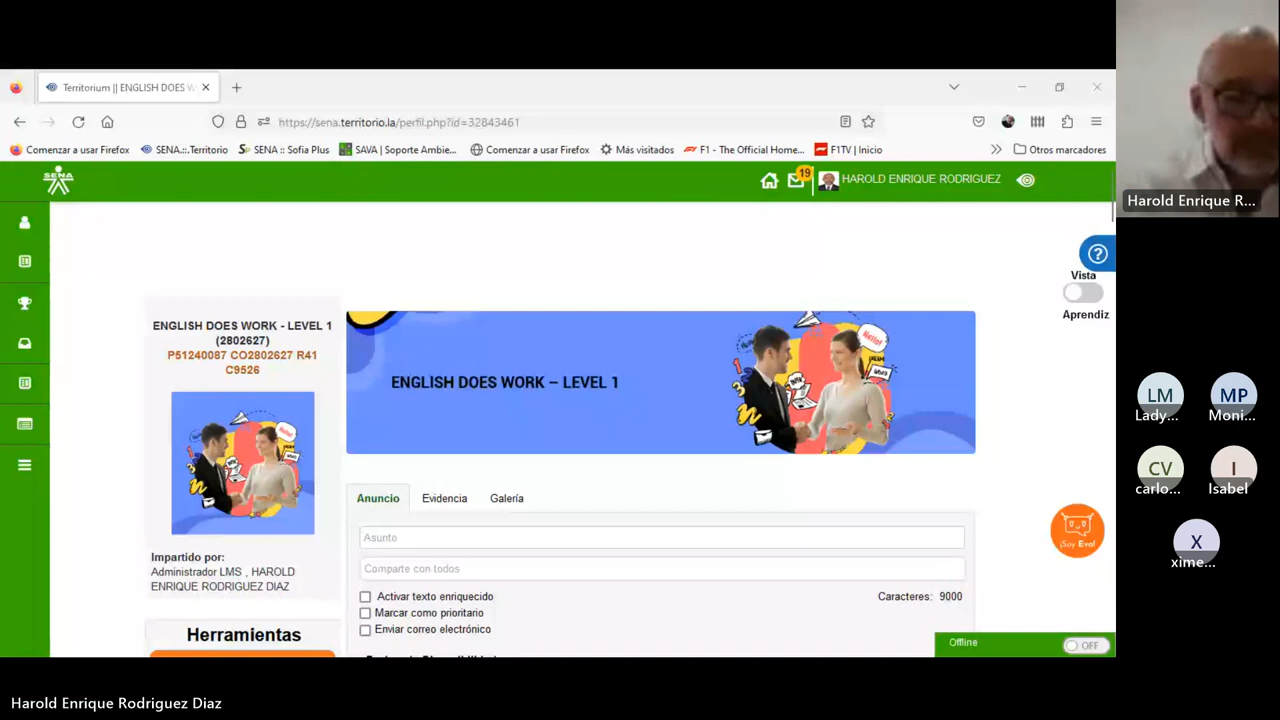 Territorium || ENGLISH DOES W
https://sena.territorio.la/perfil.php?id=32843461
Comenzar a usar Firefox
SENA.::.Territorio
SENA :: Sofia Plus
SAVA | Soporte Ambie...
Comenzar a usar Firefox
Más visitados
F1 - The Official Home...
F1TV | Inicio
Otros marcadores
SENA
19
HAROLD ENRIQUE RODRIGUEZ
Harold Enrique R...
Vista
Aprendiz
ENGLISH DOES WORK - LEVEL 1
(2802627)
P51240087 CO2802627 R41
C9526
ENGLISH DOES WORK – LEVEL 1
Hello!
Impartido por:
Administrador LMS , HAROLD
ENRIQUE RODRIGUEZ DIAZ
Herramientas
Anuncio
Evidencia
Galería
Asunto
Comparte con todos
Activar texto enriquecido
Caracteres: 9000
Marcar como prioritario
Enviar correo electrónico
¡Soy Eva!
Offline
OFF
LM
Lady...
MP
Moni...
CV
carlo...
I
Isabel
X
xime...
Harold Enrique Rodriguez Diaz